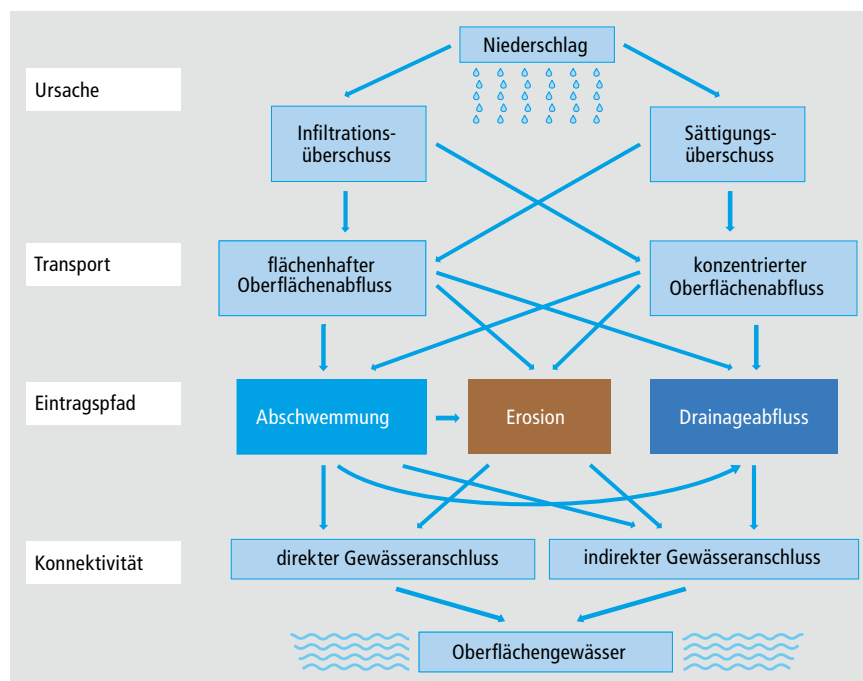 Niederschlag
Ursache
Infiltrations-
überschuss
Sättigungs-
überschuss
Transport
flächenhafter
Oberflächenabfluss
konzentrierter
Oberflächenabfluss
Eintragspfad
Abschwemmung
Erosion
Drainageabfluss
Konnektivität
direkter Gewässeranschluss
indirekter Gewässeranschluss
Oberflächengewässer